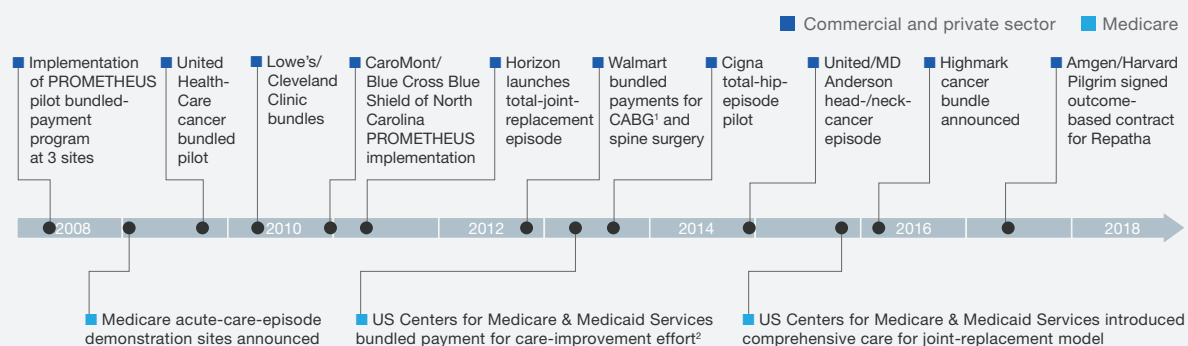 Commercial and private sector
Medicare
Implementation
of PROMETHEUS
pilot bundled-
payment
program
at 3 sites
United
Health-
Care
cancer
bundled
pilot
Lowe's/
Cleveland
Clinic
bundles
CaroMont/
Blue Cross Blue
Shield of North
Carolina
PROMETHEUS
implementation
Horizon
launches
total-joint-
replacement
episode
Walmart
bundled
payments for
CABG¹ and
spine surgery
Cigna
total-hip-
episode
pilot
United/MD
Anderson
head-/neck-
cancer
episode
Highmark
cancer
bundle
announced
Amgen/Harvard
Pilgrim signed
outcome-
based contract
for Repatha
2008
2010
2012
2014
2016
2018
Medicare acute-care-episode
demonstration sites announced
US Centers for Medicare & Medicaid Services
bundled payment for care-improvement effort²
US Centers for Medicare & Medicaid Services introduced
comprehensive care for joint-replacement model